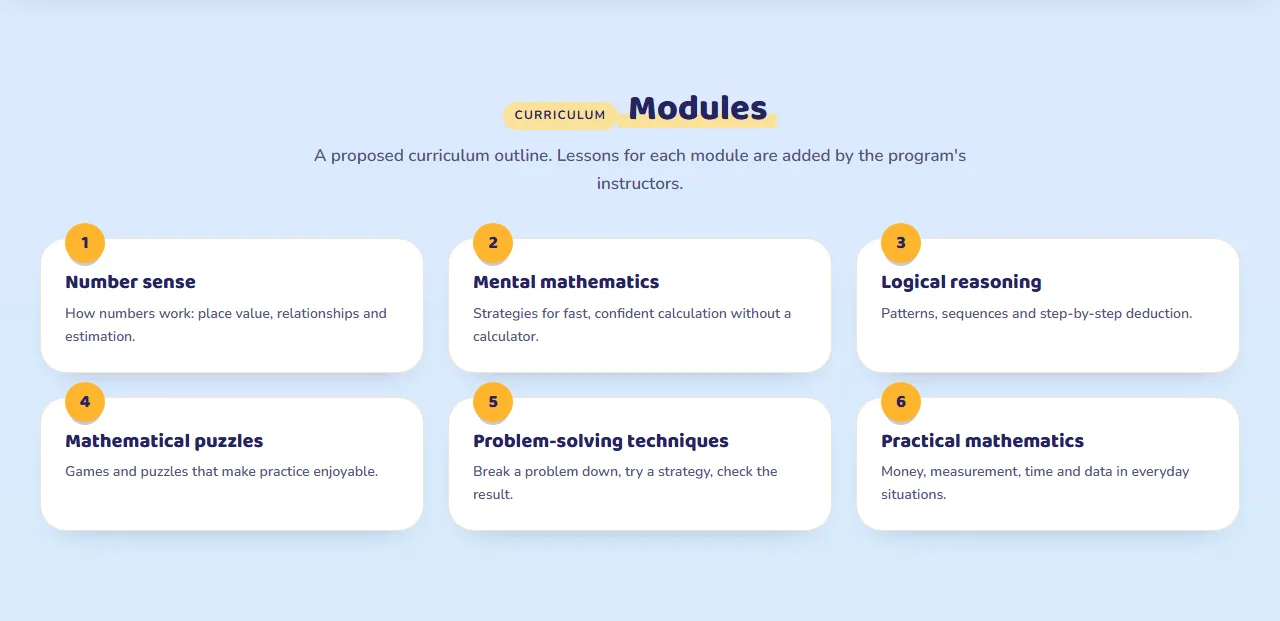 CURRICULUM Modules
A proposed curriculum outline. Lessons for each module are added by the program's
instructors.
1
Number sense
How numbers work: place value, relationships and
estimation.
2
Mental mathematics
Strategies for fast, confident calculation without a
calculator.
3
Logical reasoning
Patterns, sequences and step-by-step deduction.
4
Mathematical puzzles
Games and puzzles that make practice enjoyable.
5
Problem-solving techniques
Break a problem down, try a strategy, check the
result.
6
Practical mathematics
Money, measurement, time and data in everyday
situations.